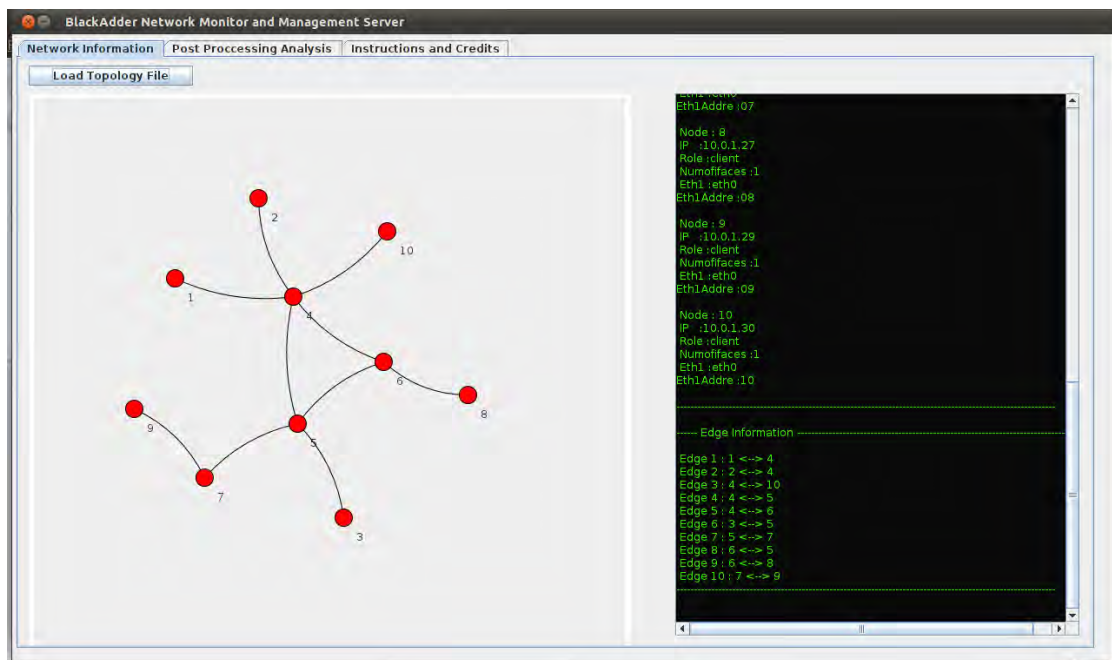 BlackAdder Network Monitor and Management Server
Network Information Post Proccessing Analysis Instructions and Credits
Load Topology File
2
10
1
4
6
8
9
5
7
3
Eth1 :eth0
Eth1Addre :07
Node : 8
IP :10.0.1.27
Role :client
Numofifaces :1
Eth1 :eth0
Eth1Addre :08
Node : 9
IP :10.0.1.29
Role :client
Numofifaces :1
Eth1 :eth0
Eth1Addre :09
Node : 10
IP :10.0.1.30
Role :client
Numofifaces :1
Eth1 :eth0
Eth1Addre :10
----- Edge Information -----
Edge 1 : 1 <--> 4
Edge 2 : 2 <--> 4
Edge 3 : 4 <--> 10
Edge 4 : 4 <--> 5
Edge 5 : 4 <--> 6
Edge 6 : 3 <--> 5
Edge 7 : 5 <--> 7
Edge 8 : 6 <--> 5
Edge 9 : 6 <--> 8
Edge 10 : 7 <--> 9